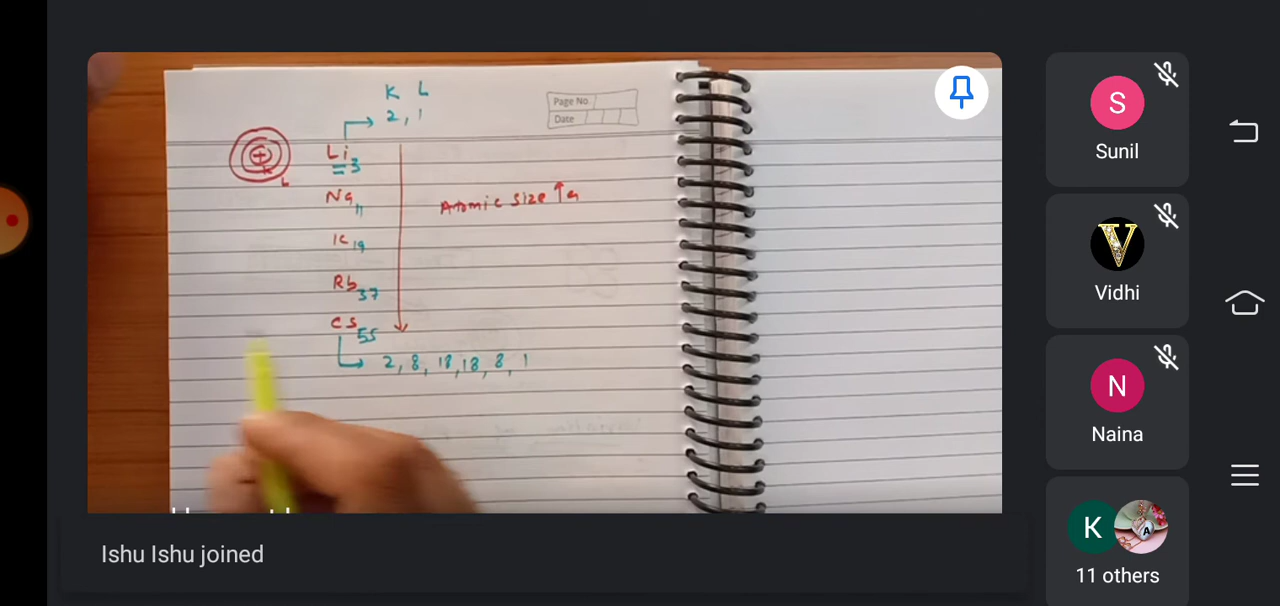 K L
2, 1
Page No
Date
+
K
L
Li 3
Na 11
Atomic size ↑s
K 19
Rb 37
Cs 55
2, 8, 18, 18, 8, 1
S
Sunil
V
Vidhi
N
Naina
K
A
11 others
Ishu Ishu joined